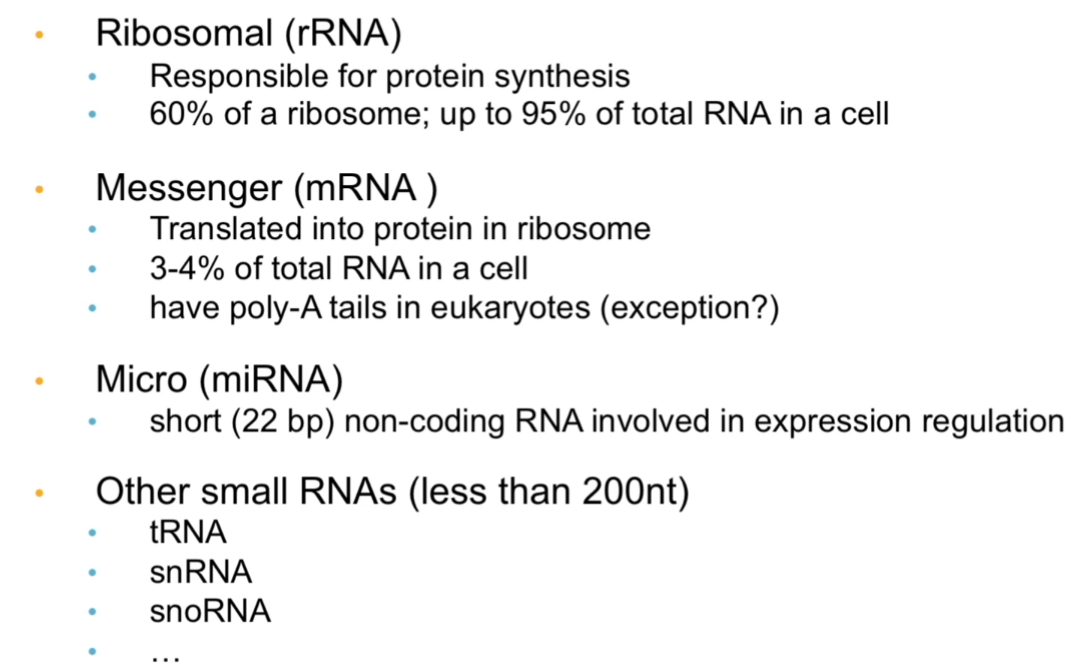 • Ribosomal (rRNA)
• Responsible for protein synthesis
• 60% of a ribosome; up to 95% of total RNA in a cell
• Messenger (mRNA )
• Translated into protein in ribosome
• 3-4% of total RNA in a cell
• have poly-A tails in eukaryotes (exception?)
• Micro (miRNA)
• short (22 bp) non-coding RNA involved in expression regulation
• Other small RNAs (less than 200nt)
• tRNA
• snRNA
• snoRNA
• …